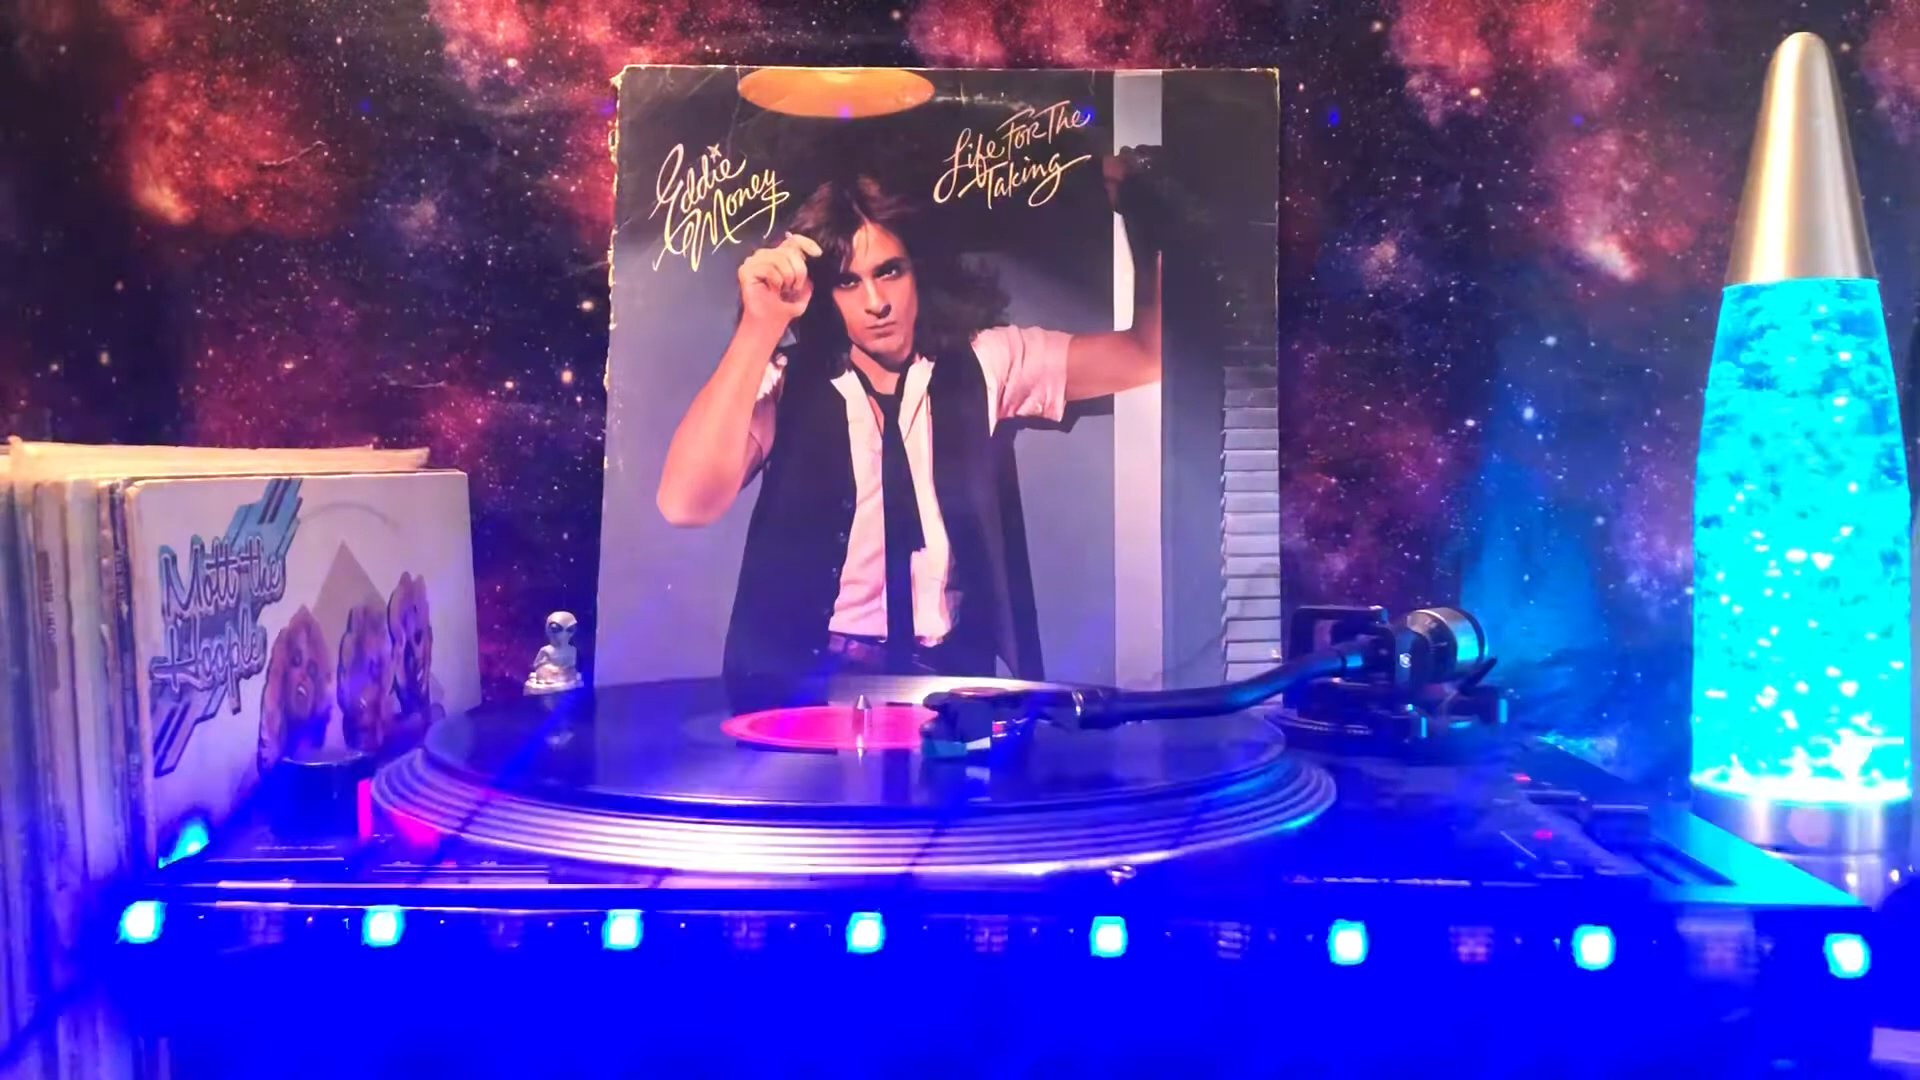 Eddie
Money
Life For The
Taking
Mott the
Hoople